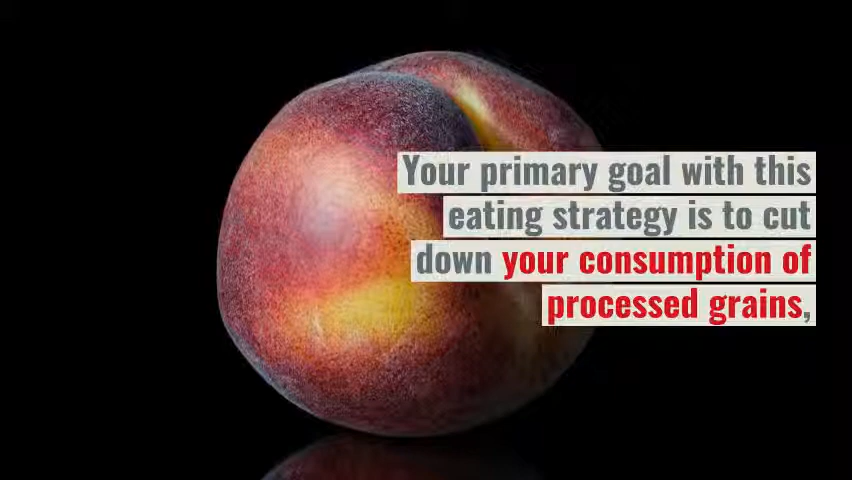 Your primary goal with this
eating strategy is to cut
down your consumption of
processed grains,